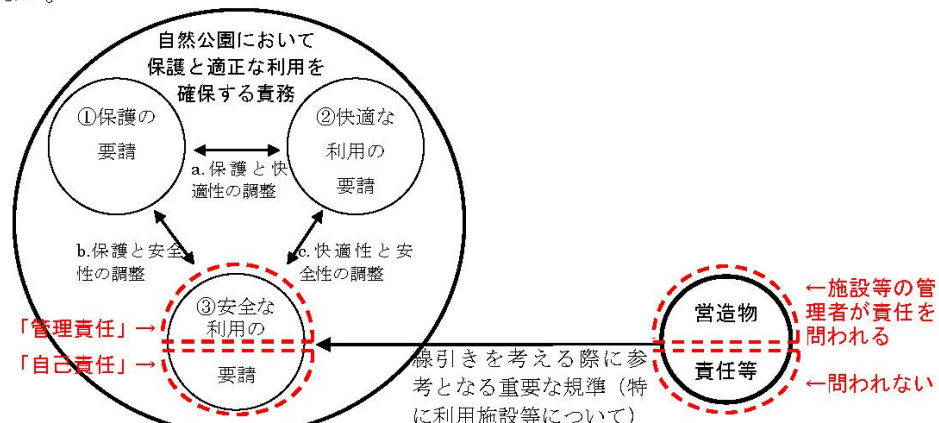 自然公園において
保護と適正な利用を
確保する責務
①保護の
要請
②快適な
利用の
要請
a.保護と快
適性の調整
b.保護と安全
性の調整
c.快適性と安
全性の調整
③安全な
利用の
要請
「管理責任」→
「自己責任」→
線引きを考える際に参
考となる重要な規準（特
に利用施設等について）
営造物
責任等
←施設等の管
理者が責任を
問われる
←問われない